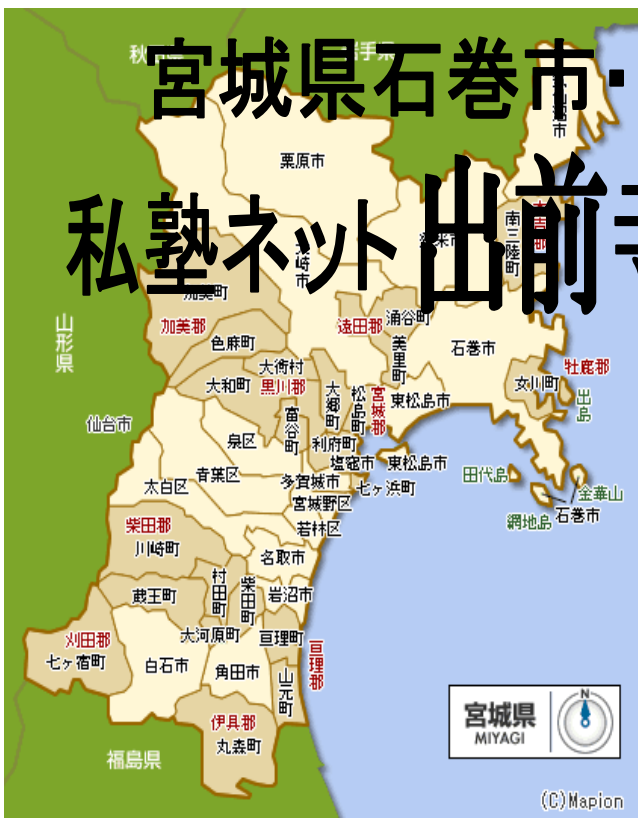 宮城県石巻市・
栗原市
私塾ネット出前
南三陸町
加美町
加美郡
色麻町
遠田郡
涌谷町
美里町
石巻市
山形県
大衡村
大和町
黒川郡
大郷町
松島町
宮城郡
東松島市
女川町
牡鹿郡
出島
仙台市
富谷町
利府町
泉区
塩竈市
東松島市
青葉区
多賀城市
七ヶ浜町
田代島
金華山
太白区
宮城野区
網地島
石巻市
若林区
柴田郡
川崎町
名取市
村田町
柴田町
岩沼市
蔵王町
大河原町
亘理町
亘理郡
刈田郡
七ヶ宿町
白石市
角田市
山元町
伊具郡
丸森町
福島県
宮城県
MIYAGI
N
(C)Mapion